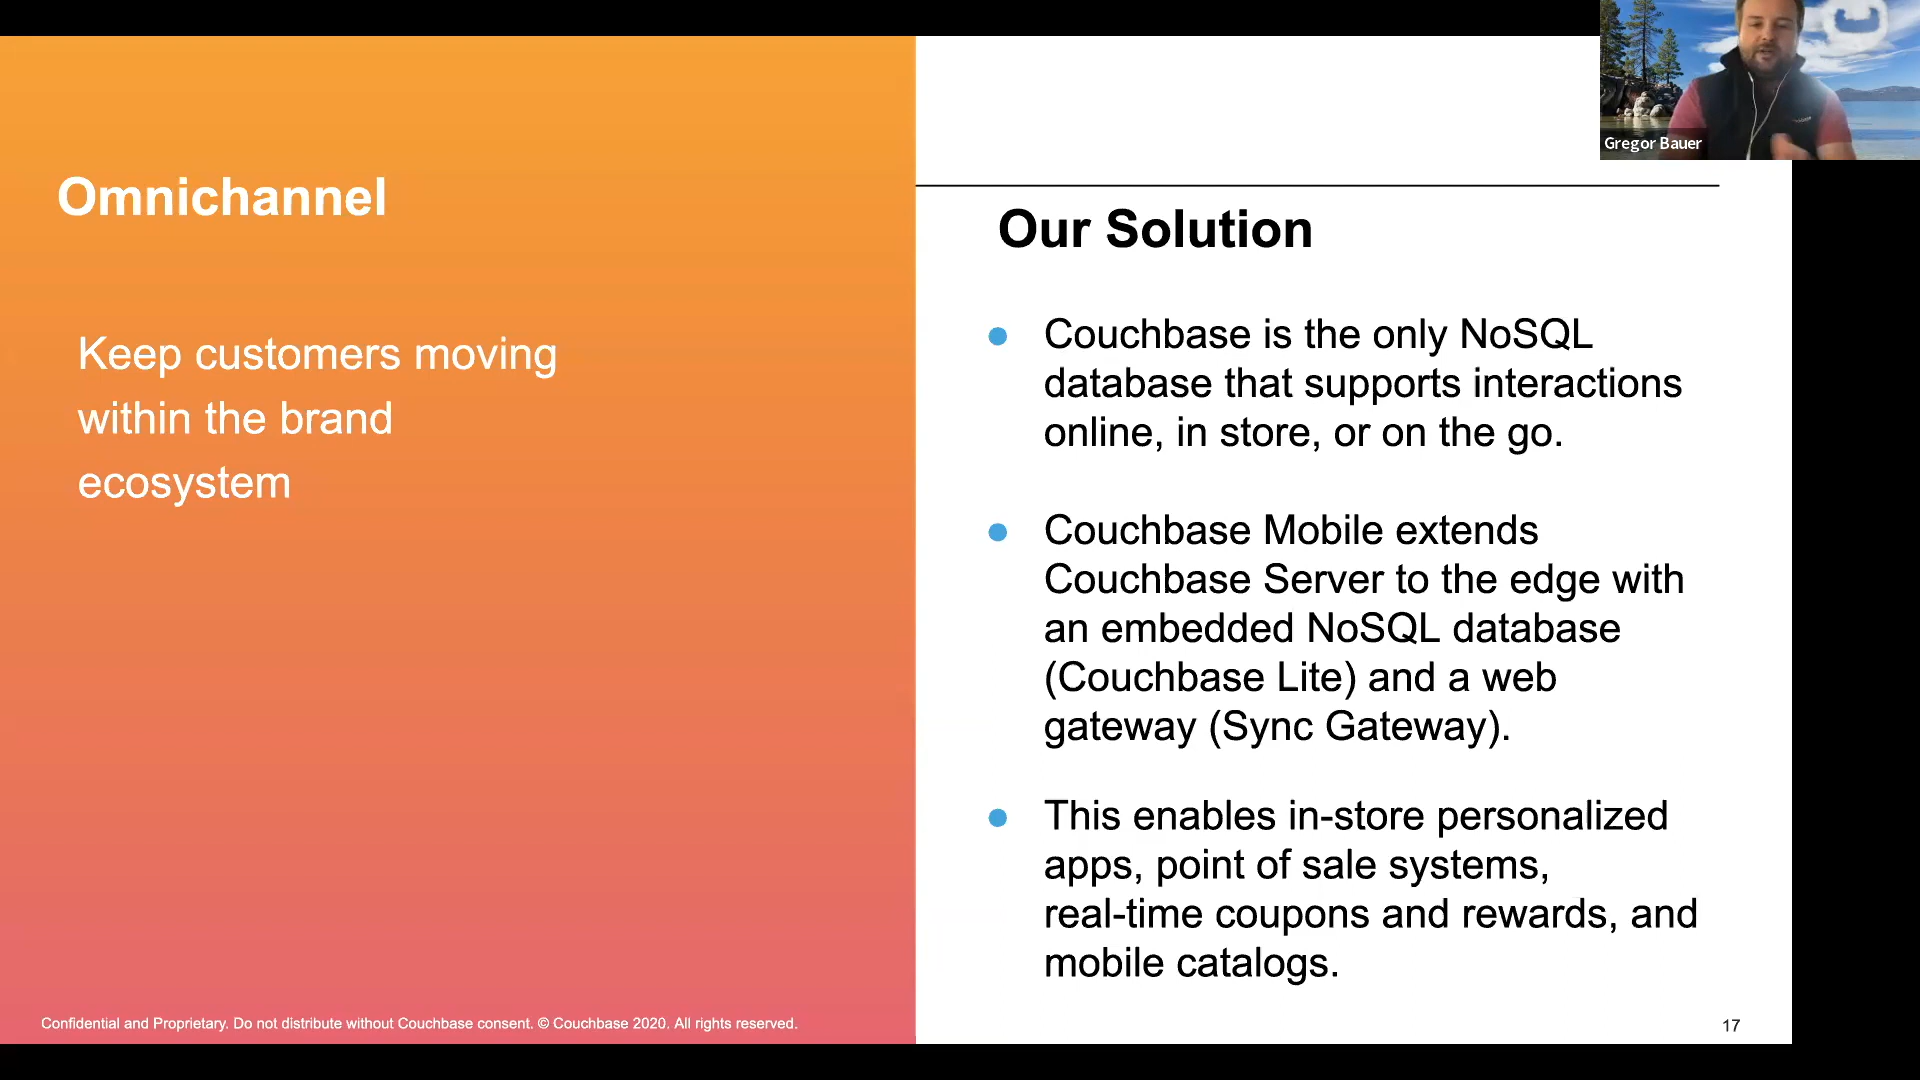 Gregor Bauer
Omnichannel
Keep customers moving
within the brand
ecosystem
Our Solution
Couchbase is the only NoSQL
database that supports interactions
online, in store, or on the go.
Couchbase Mobile extends
Couchbase Server to the edge with
an embedded NoSQL database
(Couchbase Lite) and a web
gateway (Sync Gateway).
This enables in-store personalized
apps, point of sale systems,
real-time coupons and rewards, and
mobile catalogs.
Confidential and Proprietary. Do not distribute without Couchbase consent. © Couchbase 2020. All rights reserved.
17